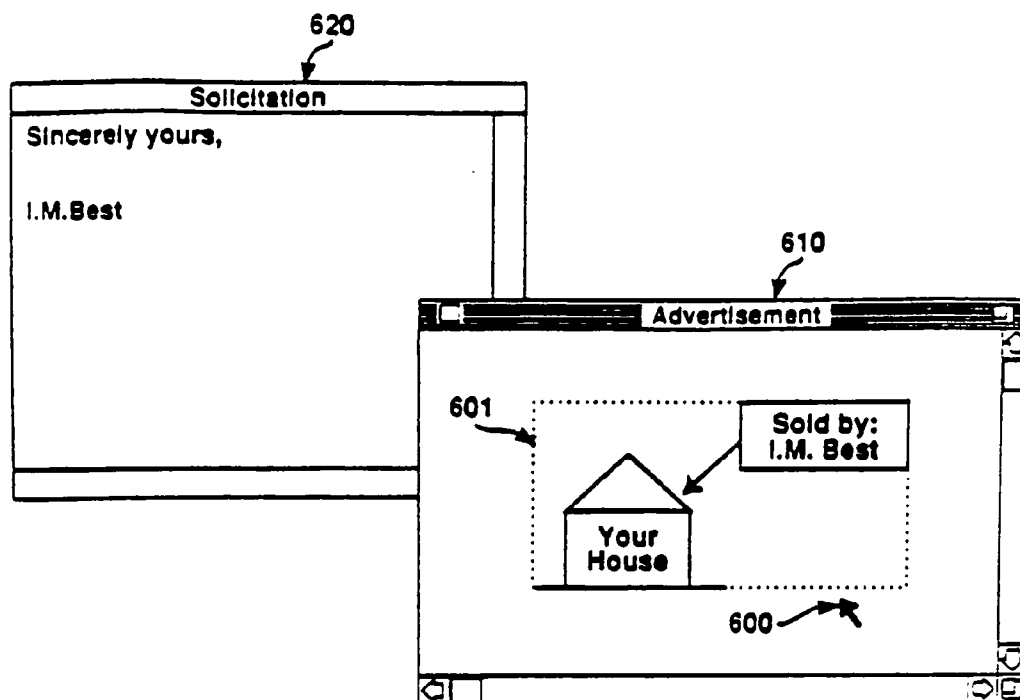 620
Solicitation
Sincerely yours,
I.M.Best
610
Advertisement
601
Sold by:
I.M. Best
Your
House
600